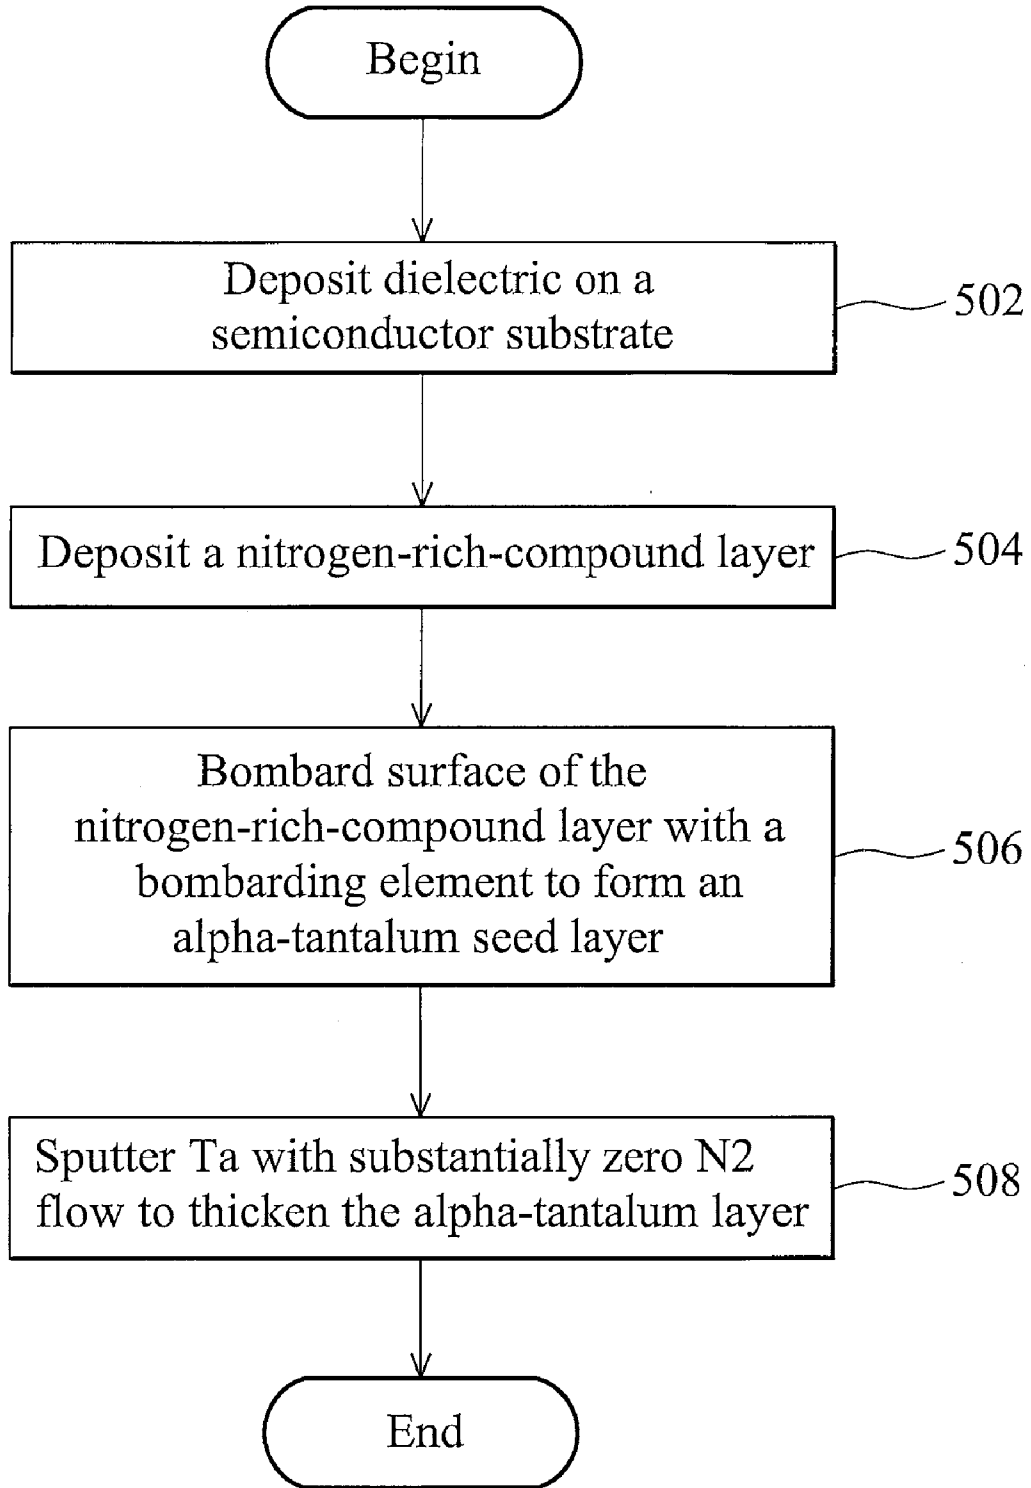 Begin
Deposit dielectric on a
semiconductor substrate
502
Deposit a nitrogen-rich-compound layer
504
Bombard surface of the
nitrogen-rich-compound layer with a
bombarding element to form an
alpha-tantalum seed layer
506
Sputter Ta with substantially zero N2
flow to thicken the alpha-tantalum layer
508
End